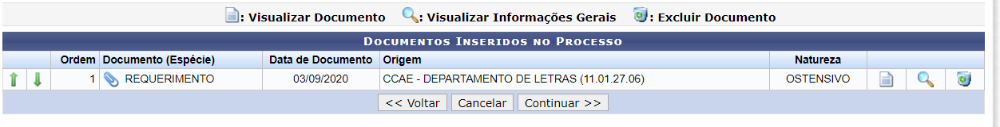 : Visualizar Documento : Visualizar Informações Gerais : Excluir Documento
Documentos Inseridos no Processo
Ordem Documento (Espécie) Data de Documento Origem Natureza
1 REQUERIMENTO 03/09/2020 CCAE - DEPARTAMENTO DE LETRAS (11.01.27.06) OSTENSIVO
<< Voltar Cancelar Continuar >>